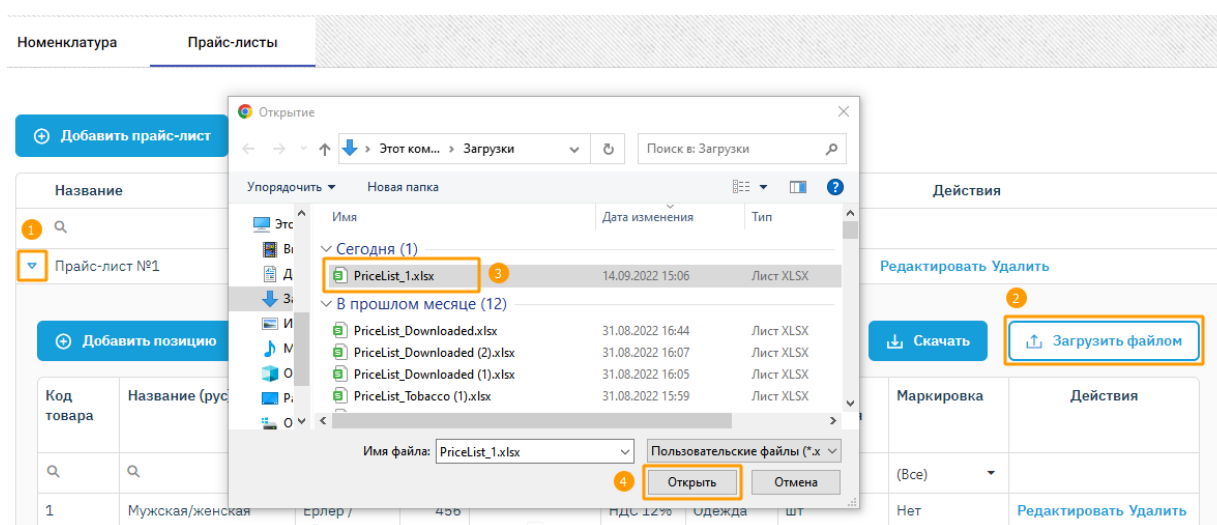 Номенклатура Прайс-листы
Открытие
Добавить прайс-лист
Этот ком... Загрузки Поиск в: Загрузки
Название Упорядочить Новая папка Действия
Имя Дата изменения Тип
1
Сегодня (1)
Прайс-лист №1 PriceList_1.xlsx 3 14.09.2022 15:06 Лист XLSX Редактировать Удалить
2
В прошлом месяце (12)
PriceList_Downloaded.xlsx 31.08.2022 16:44 Лист XLSX
Добавить позицию PriceList_Downloaded (2).xlsx 31.08.2022 16:07 Лист XLSX Скачать Загрузить файлом
PriceList_Downloaded (1).xlsx 31.08.2022 16:05 Лист XLSX
Код товара Название (рус PriceList_Tobacco (1).xlsx 31.08.2022 15:59 Лист XLSX Маркировка Действия
Имя файла: PriceList_1.xlsx Пользовательские файлы (*.x
4 Открыть Отмена (Все)
1 Мужская/женская Ерлер / 456 НДС 12% Одежда шт Нет Редактировать Удалить